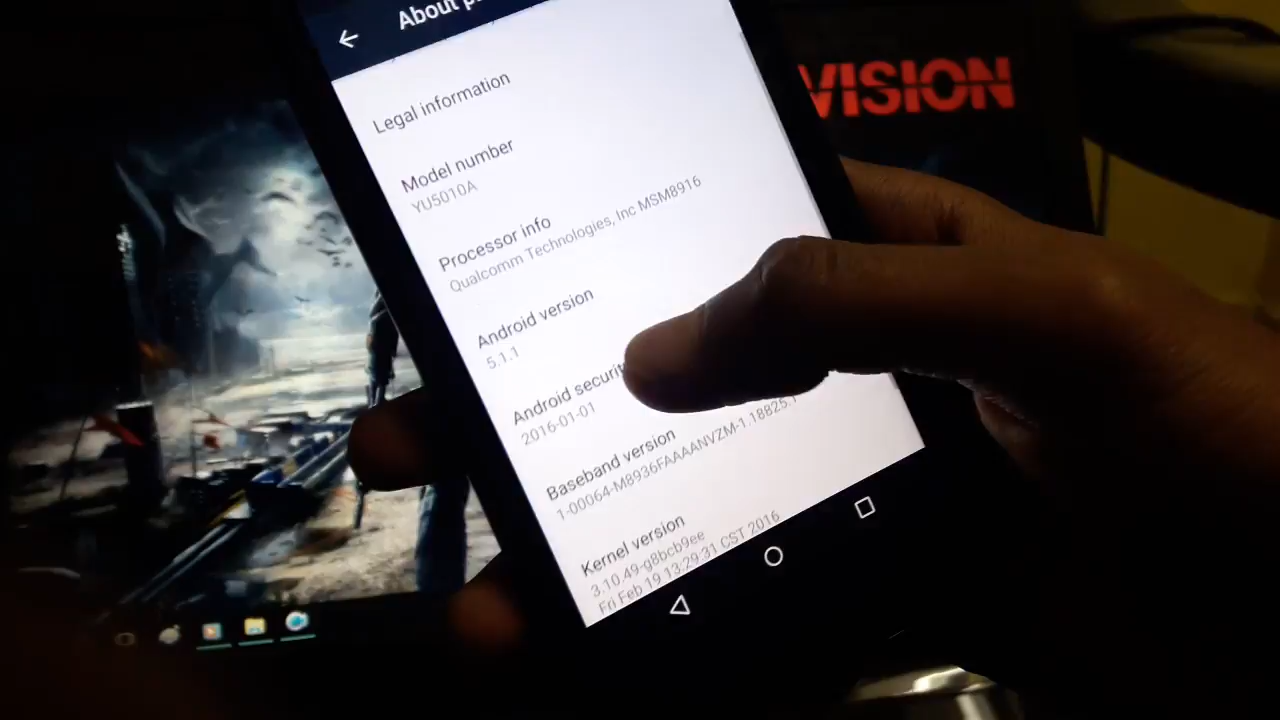 About
Legal information
Model number
YU5010A
Processor info
Qualcomm Technologies, Inc MSM8916
Android version
5.1.1
Android
2016-01-01
Baseband version
1-00064-M8936FAAAANVZM-1.18825.1
Kernel version
3.10.49-g8bcb9ee
Fri Feb 19 13:29:31 CST 2016
VISION